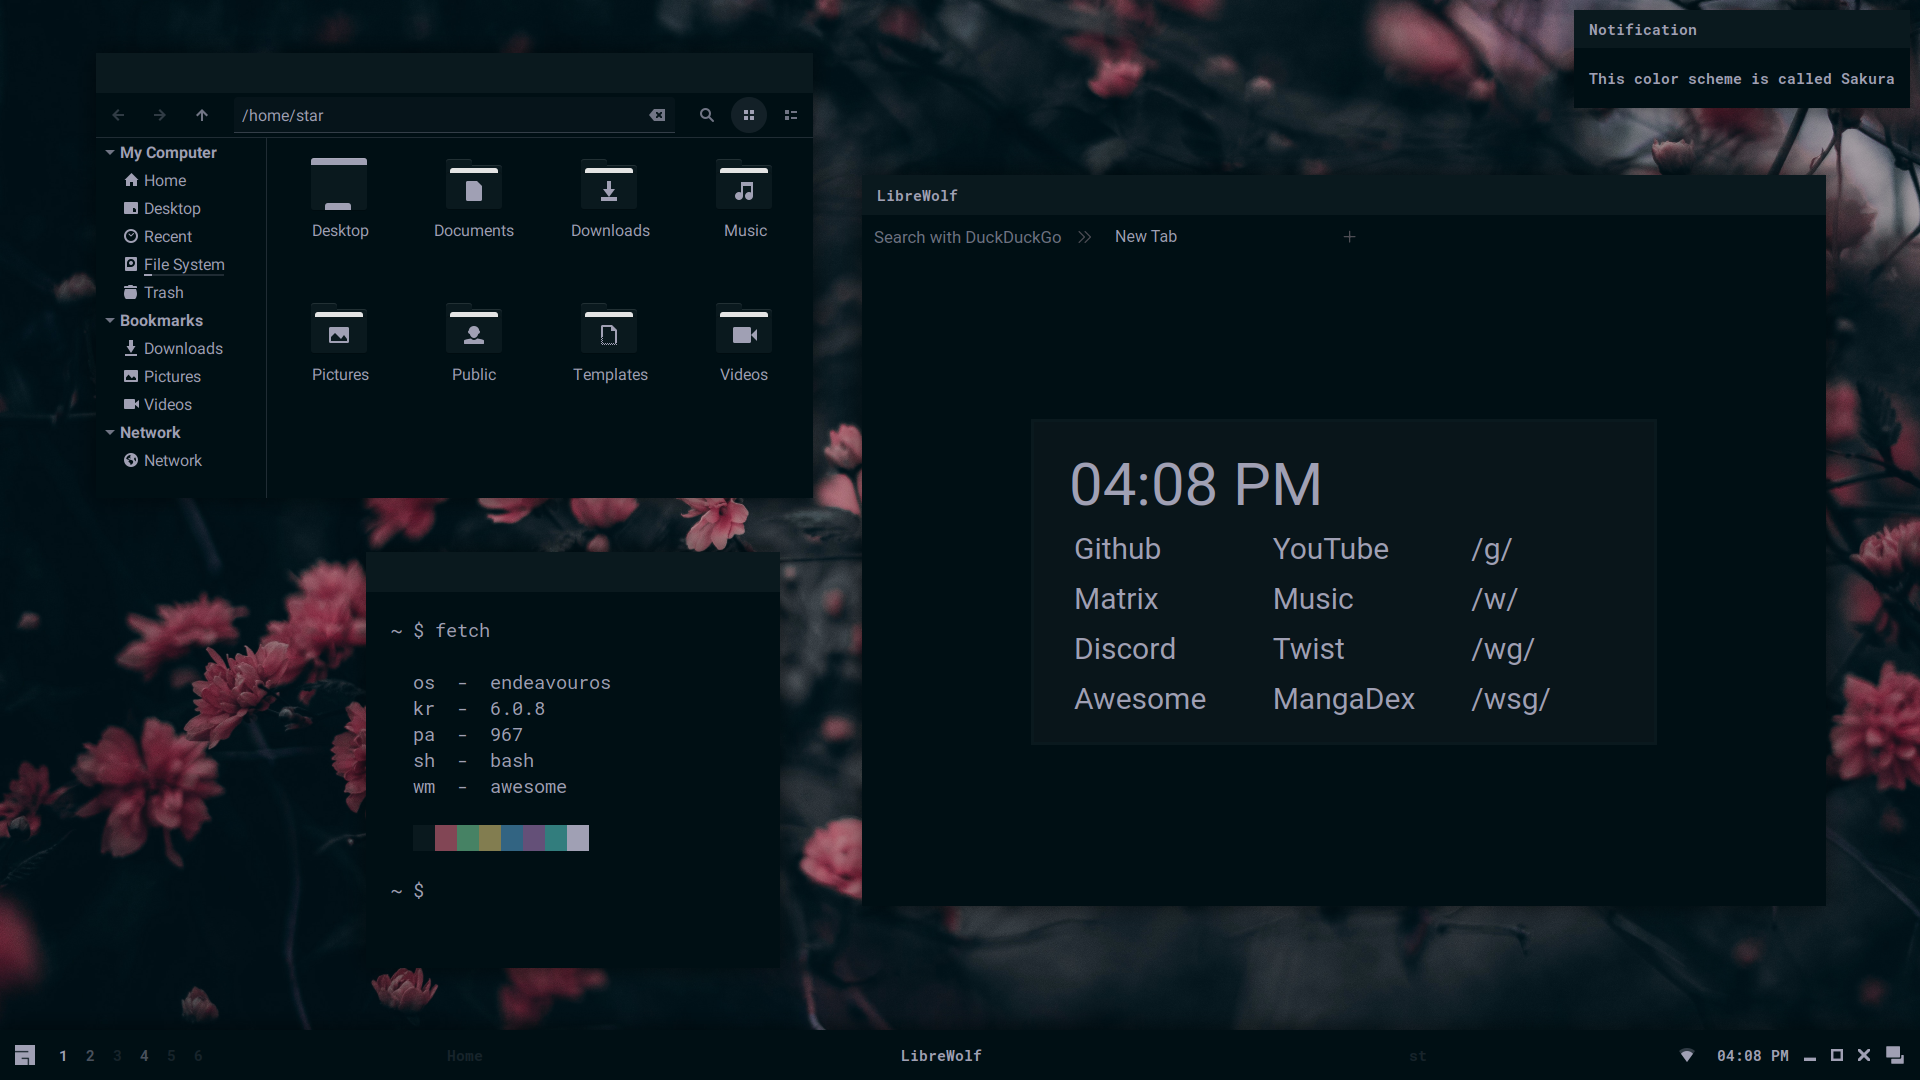 Notification
This color scheme is called Sakura
/home/star
My Computer
Home
Desktop
Recent
File System
Trash
Bookmarks
Downloads
Pictures
Videos
Network
Network
Desktop Documents Downloads Music
Pictures Public Templates Videos
LibreWolf
Search with DuckDuckGo New Tab
04:08 PM
Github YouTube /g/
Matrix Music /w/
Discord Twist /wg/
Awesome MangaDex /wsg/
~ $ fetch
os - endeavouros
kr - 6.0.8
pa - 967
sh - bash
wm - awesome
~ $
1 2 3 4 5 6 Home LibreWolf st 04:08 PM